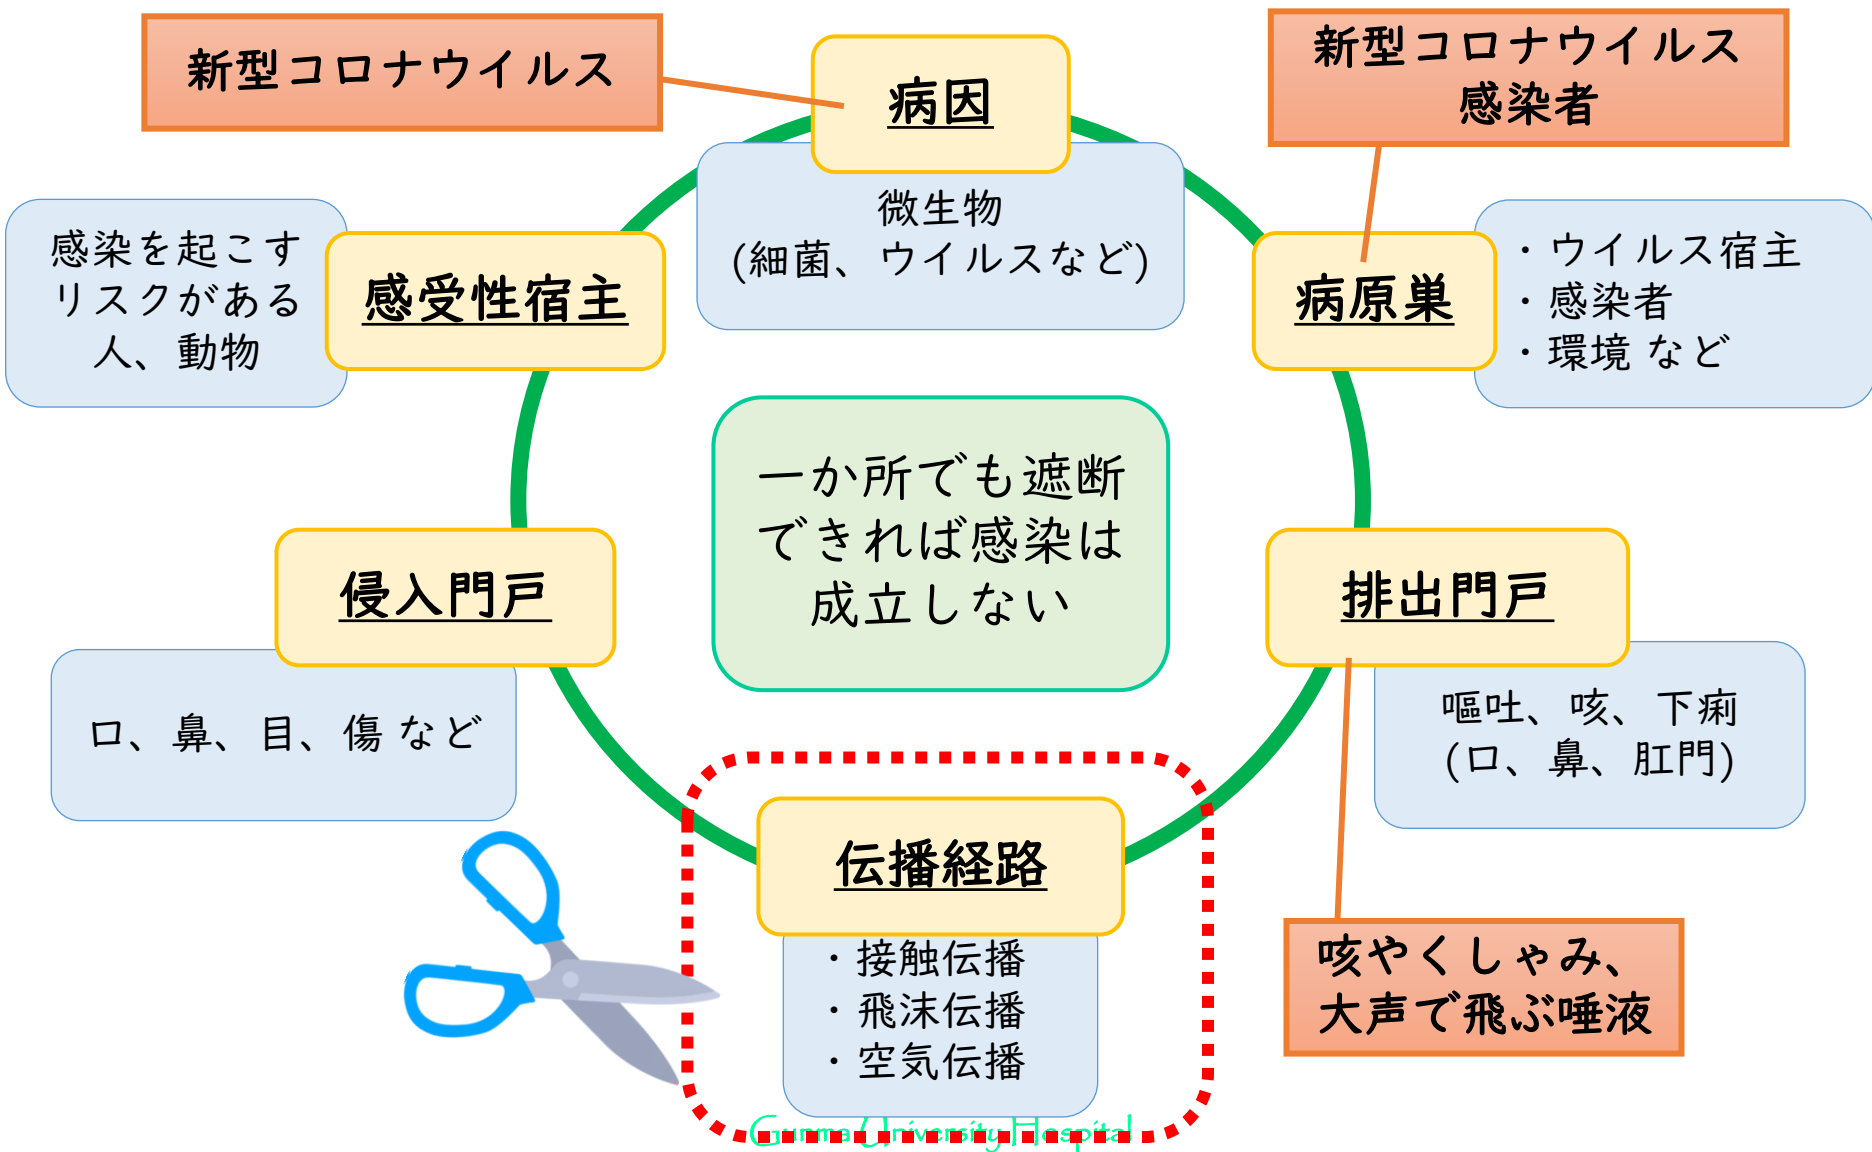 新型コロナウイルス
病因
微生物
(細菌、ウイルスなど)
新型コロナウイルス
感染者
病原巣
・ウイルス宿主
・感染者
・環境 など
感染を起こす
リスクがある
人、動物
感受性宿主
一か所でも遮断
できれば感染は
成立しない
侵入門戸
口、鼻、目、傷 など
排出門戸
嘔吐、咳、下痢
(口、鼻、肛門)
伝播経路
・接触伝播
・飛沫伝播
・空気伝播
咳やくしゃみ、
大声で飛ぶ唾液
Gunma University Hospital